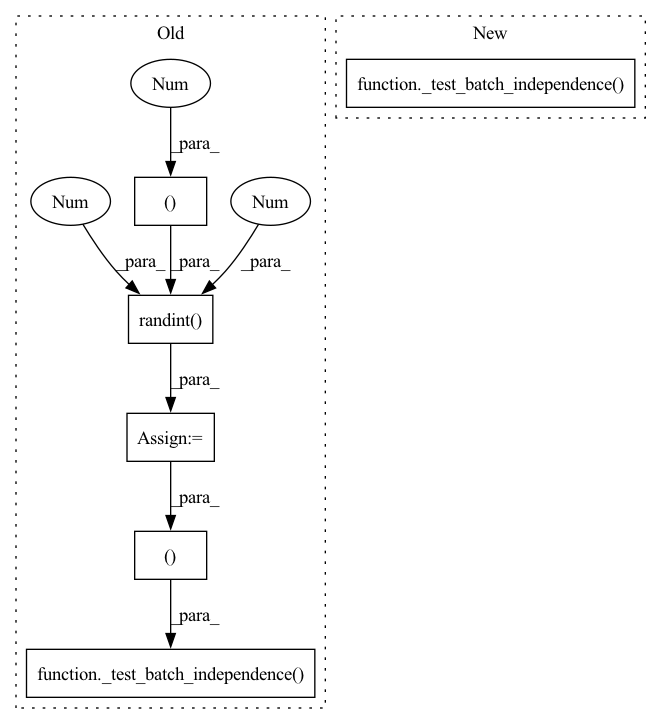 Old
New
Num
function._test_batch_independence()
_para_
Num
()
Num
_para_
_para_
_para_
randint()
_para_
Assign:=
_para_
()
_para_
function._test_batch_independence()